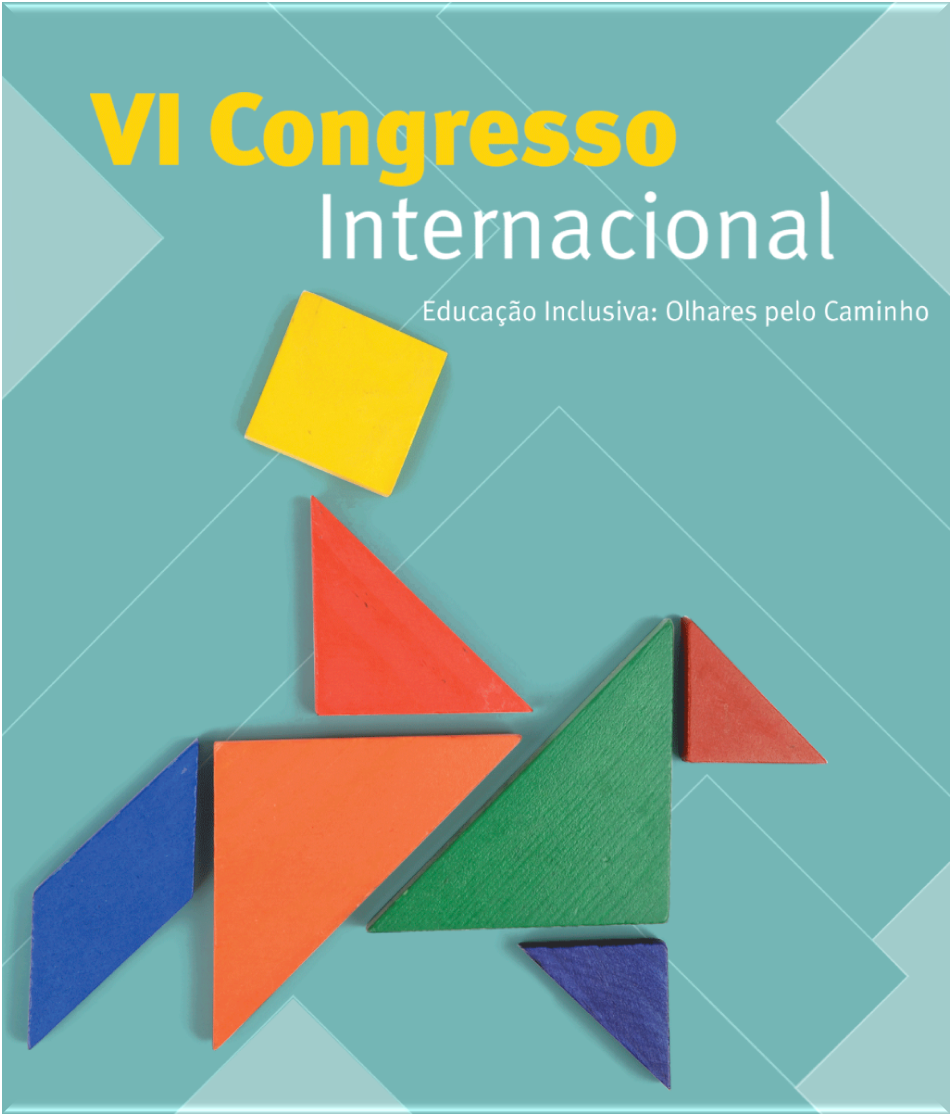 VI Congresso
Internacional
Educação Inclusiva: Olhares pelo Caminho